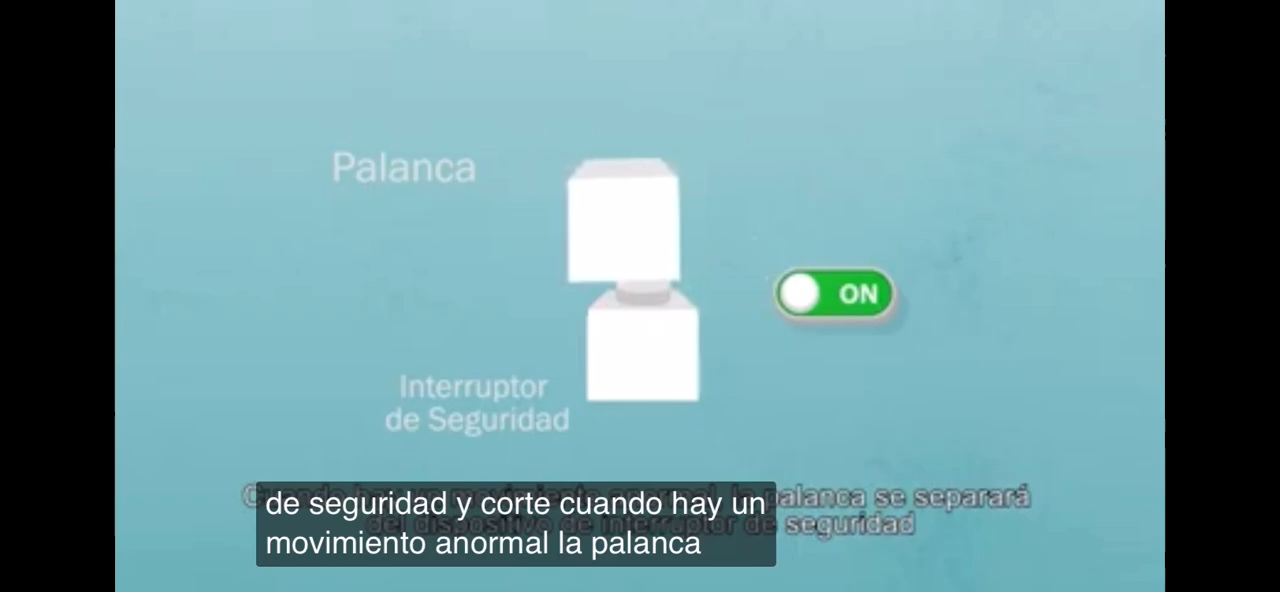 Palanca
ON
Interruptor
de Seguridad
de seguridad y corte cuando hay un
movimiento anormal la palanca
palanca se separará
seguridad